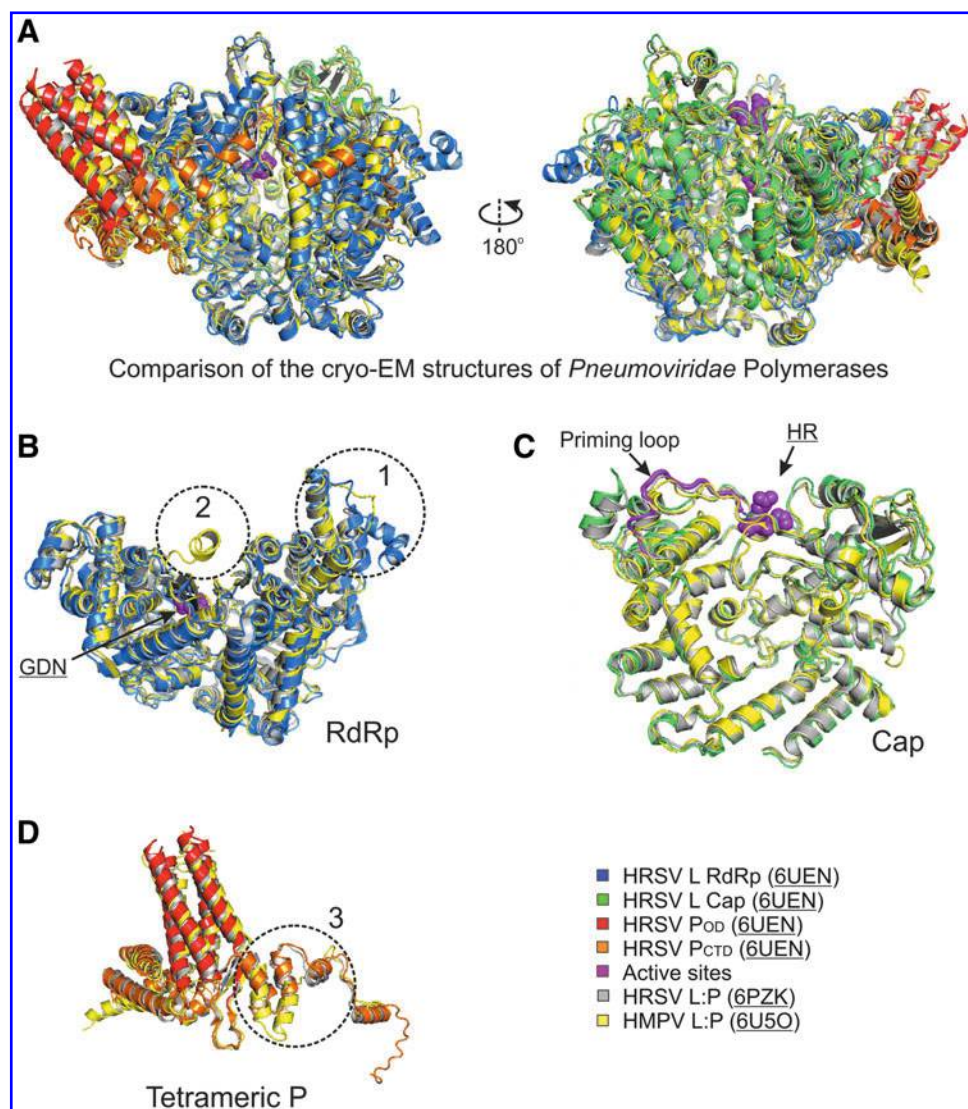 A
180°
Comparison of the cryo-EM structures of Pneumoviridae Polymerases
B
1
2
GDN
RdRp
C
Priming loop
HR
Cap
D
3
Tetrameric P
HRSV L RdRp (6UEN)
HRSV L Cap (6UEN)
HRSV POD (6UEN)
HRSV PCTD (6UEN)
Active sites
HRSV L:P (6PZK)
HMPV L:P (6U5O)